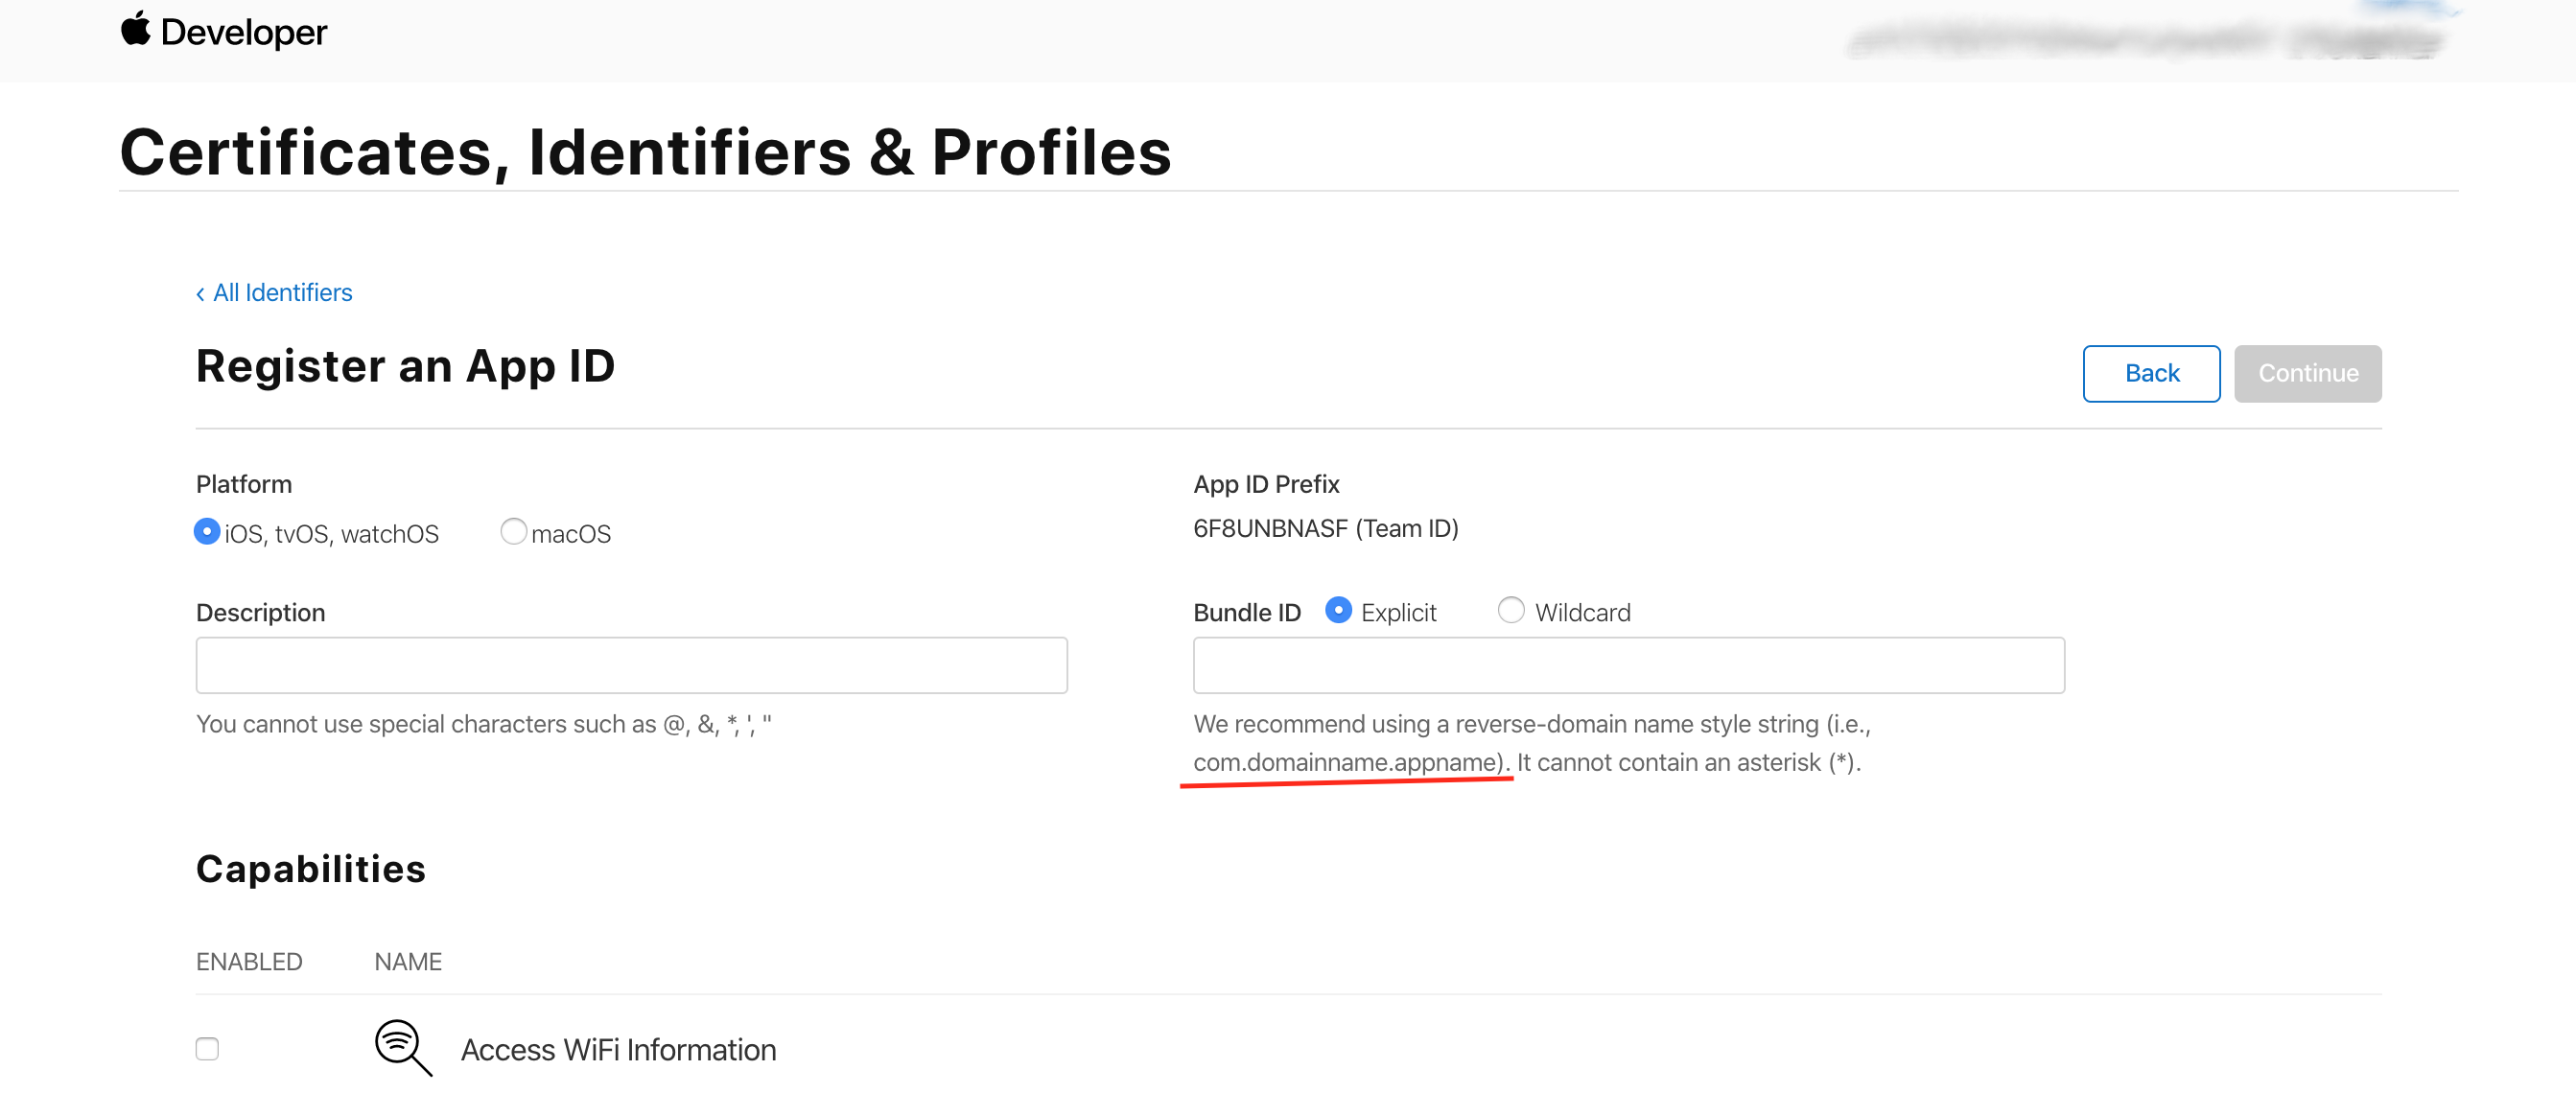 Developer
Certificates, Identifiers & Profiles
‹ All Identifiers
Register an App ID
Back
Continue
Platform
iOS, tvOS, watchOS
macOS
App ID Prefix
6F8UNBNASF (Team ID)
Description
Bundle ID
Explicit
Wildcard
You cannot use special characters such as @, &, *, ', "
We recommend using a reverse-domain name style string (i.e.,
com.domainname.appname). It cannot contain an asterisk (*).
Capabilities
ENABLED
NAME
Access WiFi Information